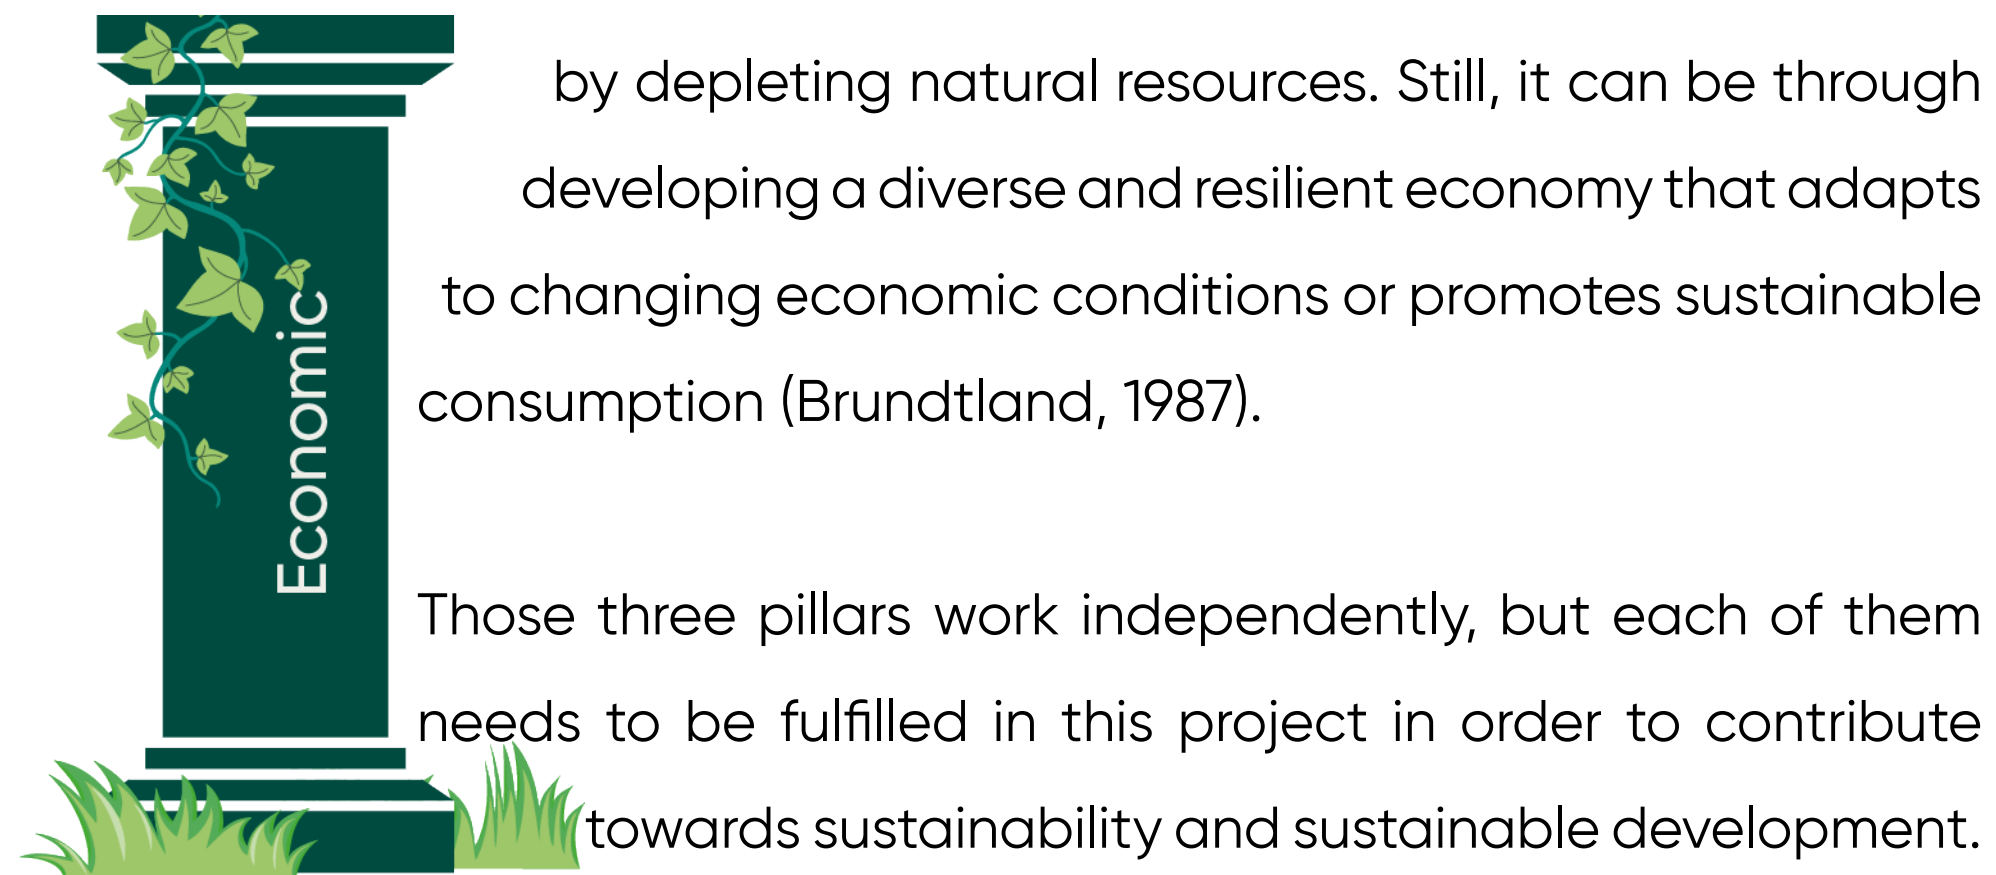 Economic
by depleting natural resources. Still, it can be through
developing a diverse and resilient economy that adapts
to changing economic conditions or promotes sustainable
consumption (Brundtland, 1987).
Those three pillars work independently, but each of them
needs to be fulfilled in this project in order to contribute
towards sustainability and sustainable development.